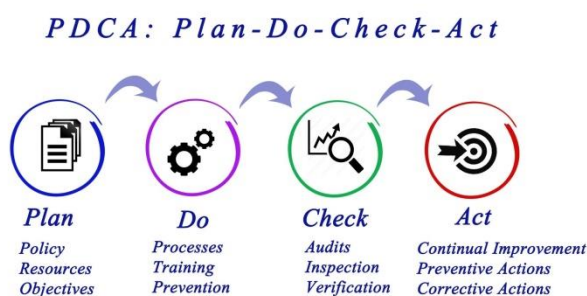 PDCA: Plan-Do-Check-Act
Plan
Policy
Resources
Objectives
Do
Processes
Training
Prevention
Check
Audits
Inspection
Verification
Act
Continual Improvement
Preventive Actions
Corrective Actions